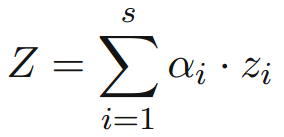 Z = \sum_{i=1}^{s} \alpha_i \cdot z_i